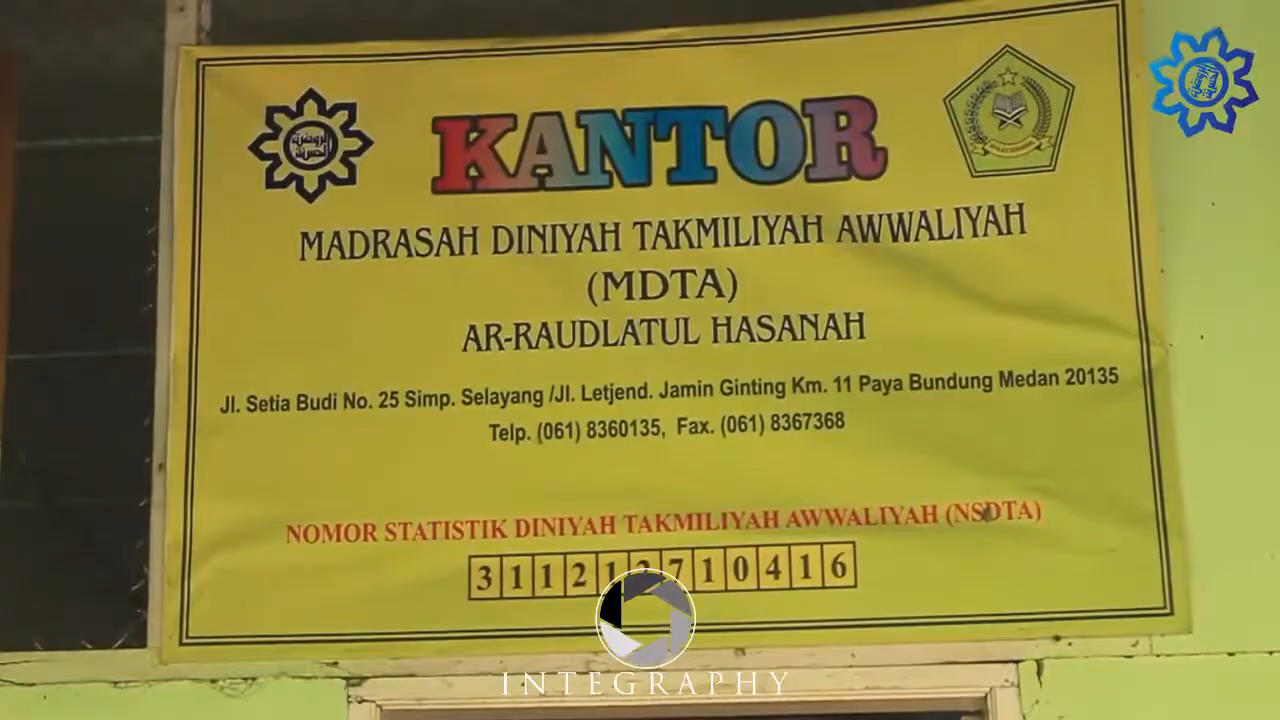 KANTOR
MADRASAH DINIYAH TAKMILIYAH AWWALIYAH
(MDTA)
AR-RAUDLATUL HASANAH
Jl. Setia Budi No. 25 Simp. Selayang /Jl. Letjend. Jamin Ginting Km. 11 Paya Bundung Medan 20135
Telp. (061) 8360135, Fax. (061) 8367368
NOMOR STATISTIK DINIYAH TAKMILIYAH AWWALIYAH (NSDTA)
311212710416
INTEGRAPHY